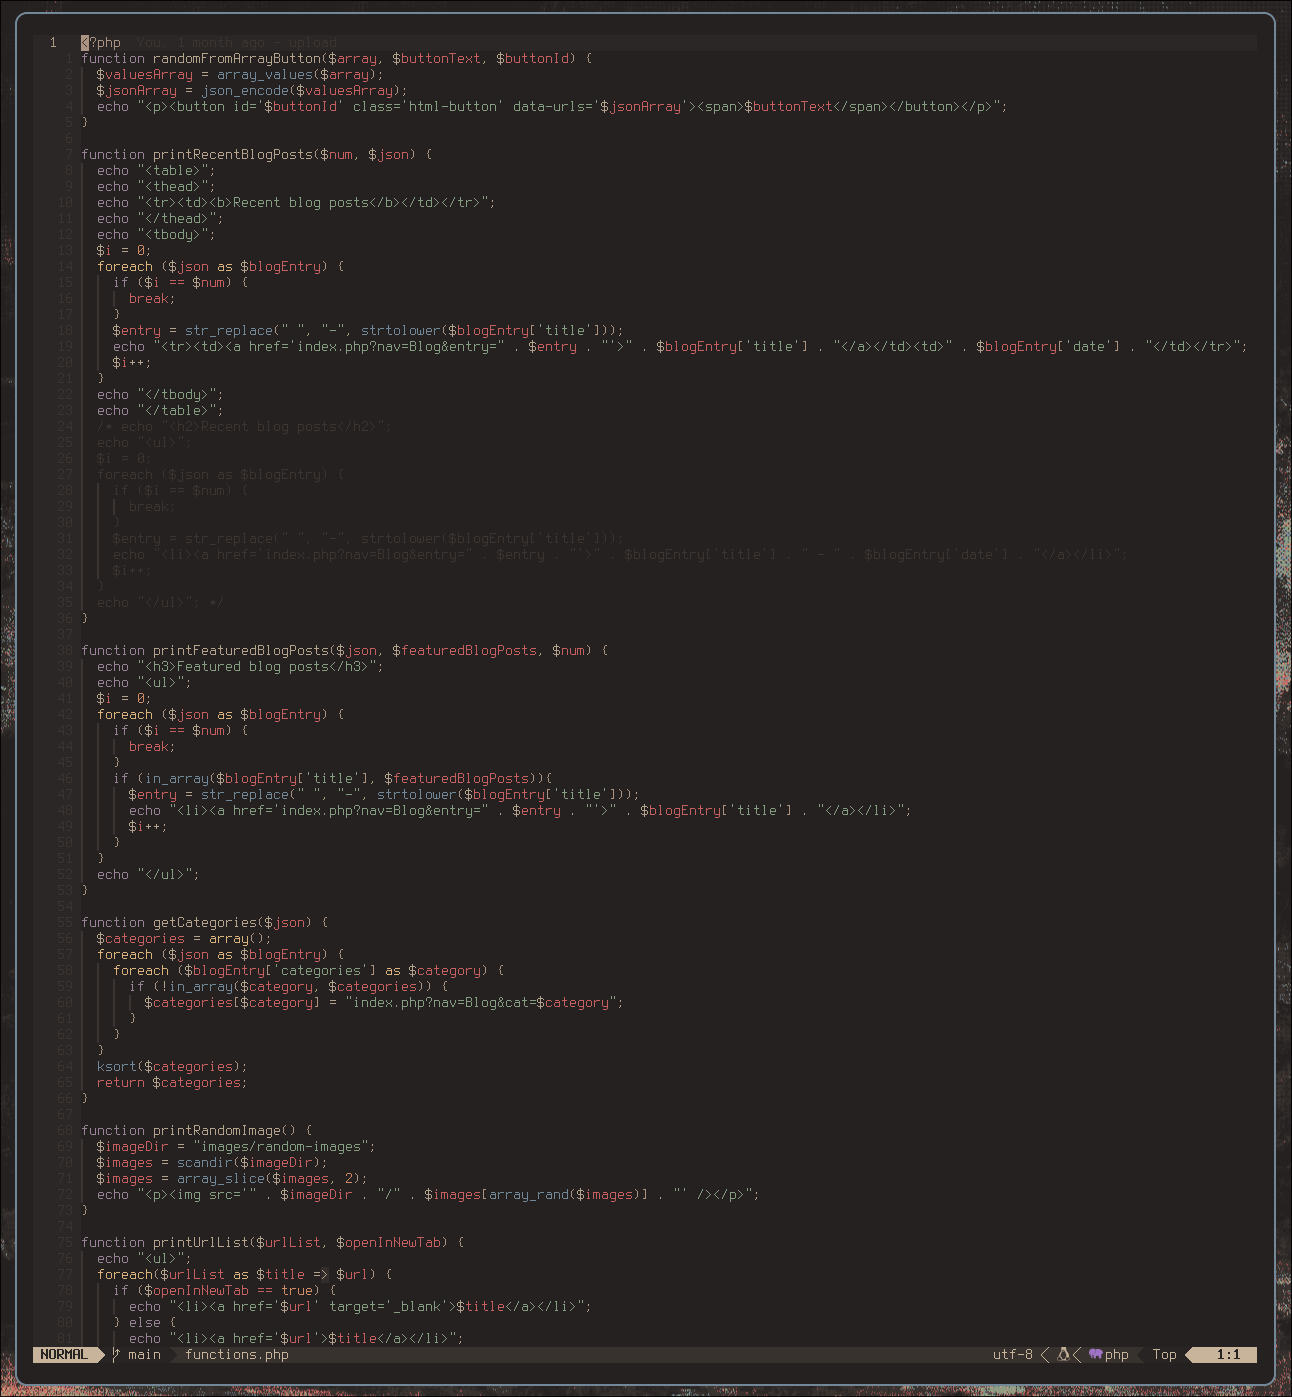 1 <?php You, 1 month ago - upload
1 function randomFromArrayButton($array, $buttonText, $buttonId) {
2 $valuesArray = array_values($array);
3 $jsonArray = json_encode($valuesArray);
4 echo "<p><button id='$buttonId' class='html-button' data-urls='$jsonArray'><span>$buttonText</span></button></p>";
5 }
6
7 function printRecentBlogPosts($num, $json) {
8 echo "<table>";
9 echo "<thead>";
10 echo "<tr><td><b>Recent blog posts</b></td></tr>";
11 echo "</thead>";
12 echo "<tbody>";
13 $i = 0;
14 foreach ($json as $blogEntry) {
15 if ($i == $num) {
16 break;
17 }
18 $entry = str_replace(" ", "-", strtolower($blogEntry['title']));
19 echo "<tr><td><a href='index.php?nav=Blog&entry=" . $entry . "'>" . $blogEntry['title'] . "</a></td><td>" . $blogEntry['date'] . "</td></tr>";
20 $i++;
21 }
22 echo "</tbody>";
23 echo "</table>";
24 /* echo "<h2>Recent blog posts</h2>";
25 echo "<ul>";
26 $i = 0;
27 foreach ($json as $blogEntry) {
28 if ($i == $num) {
29 break;
30 }
31 $entry = str_replace(" ", "-", strtolower($blogEntry['title']));
32 echo "<li><a href='index.php?nav=Blog&entry=" . $entry . "'>" . $blogEntry['title'] . " - " . $blogEntry['date'] . "</a></li>";
33 $i++;
34 }
35 echo "</ul>"; */
36 }
37
38 function printFeaturedBlogPosts($json, $featuredBlogPosts, $num) {
39 echo "<h3>Featured blog posts</h3>";
40 echo "<ul>";
41 $i = 0;
42 foreach ($json as $blogEntry) {
43 if ($i == $num) {
44 break;
45 }
46 if (in_array($blogEntry['title'], $featuredBlogPosts)){
47 $entry = str_replace(" ", "-", strtolower($blogEntry['title']));
48 echo "<li><a href='index.php?nav=Blog&entry=" . $entry . "'>". $blogEntry['title'] . "</a></li>";
49 $i++;
50 }
51 }
52 echo "</ul>";
53 }
54
55 function getCategories($json) {
56 $categories = array();
57 foreach ($json as $blogEntry) {
58 foreach ($blogEntry['categories'] as $category) {
59 if (!in_array($category, $categories)) {
60 $categories[$category] = "index.php?nav=Blog&cat=$category";
61 }
62 }
63 }
64 ksort($categories);
65 return $categories;
66 }
67
68 function printRandomImage() {
69 $imageDir = "images/random-images";
70 $images = scandir($imageDir);
71 $images = array_slice($images, 2);
72 echo "<p><img src='" . $imageDir . "/" . $images[array_rand($images)] . "' /></p>";
73 }
74
75 function printUrlList($urlList, $openInNewTab) {
76 echo "<ul>";
77 foreach($urlList as $title => $url) {
78 if ($openInNewTab == true) {
79 echo "<li><a href='$url' target='_blank'>$title</a></li>";
80 } else {
81 echo "<li><a href='$url'>$title</a></li>";
NORMAL main functions.php utf-8 < < php Top 1:1